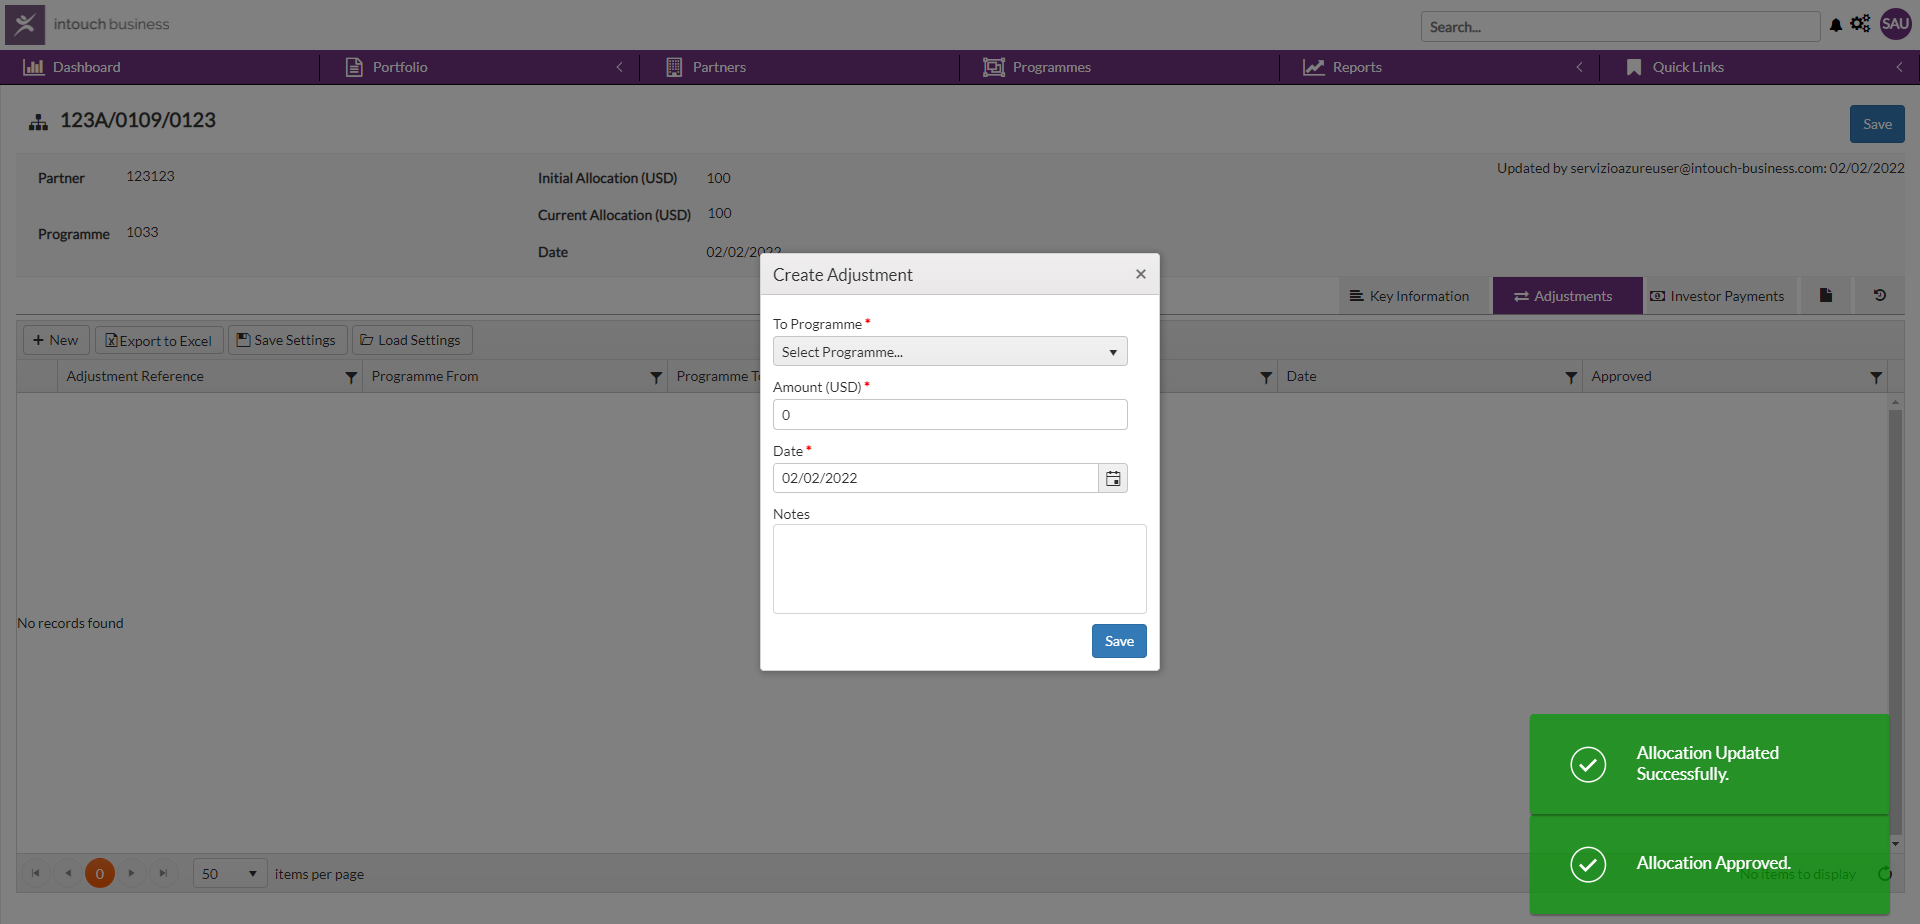 intouch business
Search...
SAU
Dashboard
Portfolio
Partners
Programmes
Reports
Quick Links
123A/0109/0123
Save
Updated by servizioazureuser@intouch-business.com: 02/02/2022
Partner 123123
Initial Allocation (USD) 100
Current Allocation (USD) 100
Programme 1033
Date 02/02/2022
Key Information
Adjustments
Investor Payments
New
Export to Excel
Save Settings
Load Settings
Adjustment Reference
Programme From
Programme
Date
Approved
No records found
Create Adjustment
To Programme *
Select Programme...
Amount (USD) *
0
Date *
02/02/2022
Notes
Save
Allocation Updated
Successfully.
Allocation Approved.
0
50
items per page
No items to display